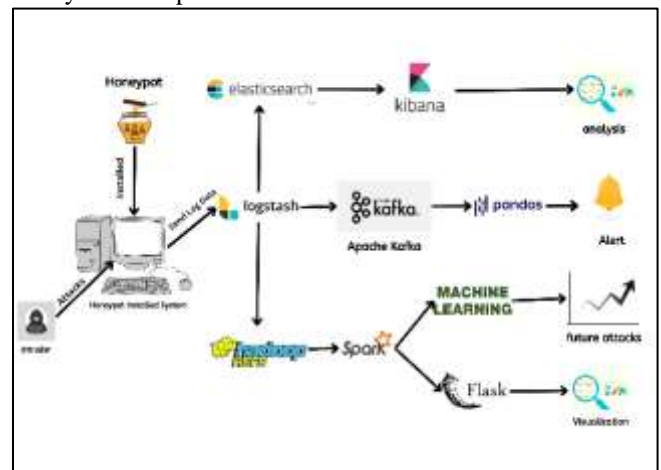 Honeypot
Installed
Attacks
Send Log Data
Honeypot Installed System
elasticsearch
kibana
analysis
logstash
kafka
Apache Kafka
pandas
Alert
hadoop
Spark
MACHINE
LEARNING
future attacks
Flask
Visualization